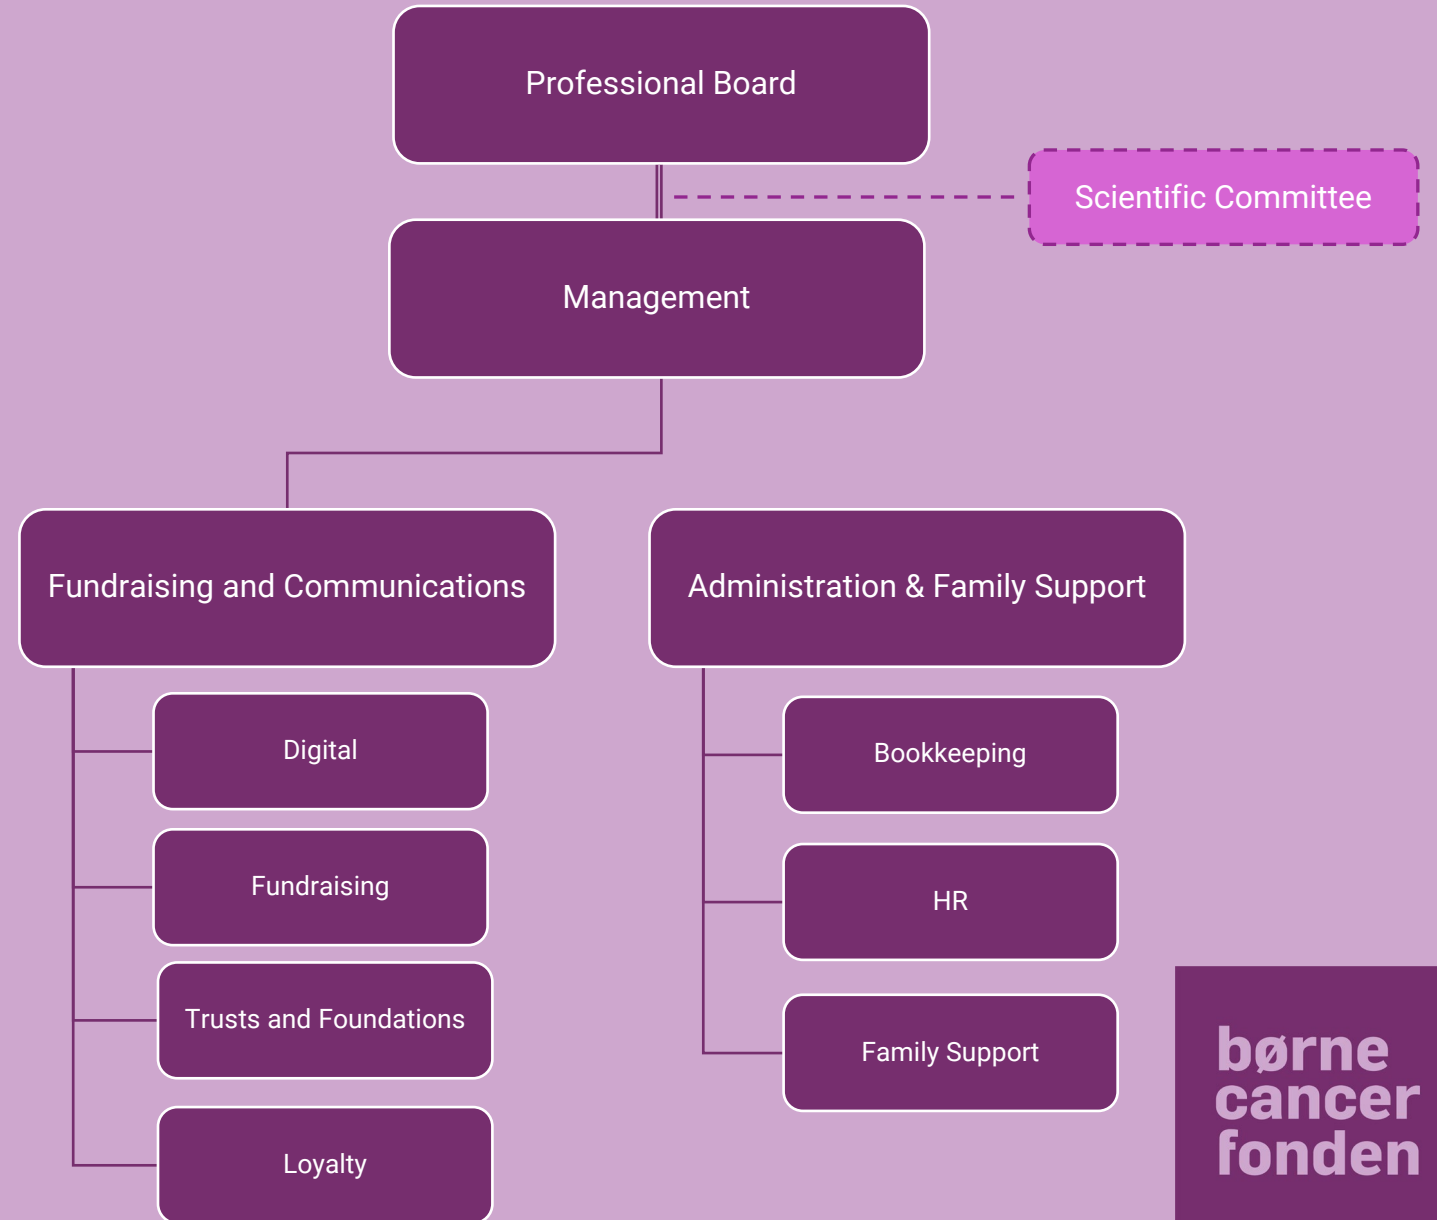 Professional Board
Scientific Committee
Management
Fundraising and Communications
Administration & Family Support
Digital
Bookkeeping
Fundraising
HR
Trusts and Foundations
Family Support
Loyalty
børne
cancer
fonden